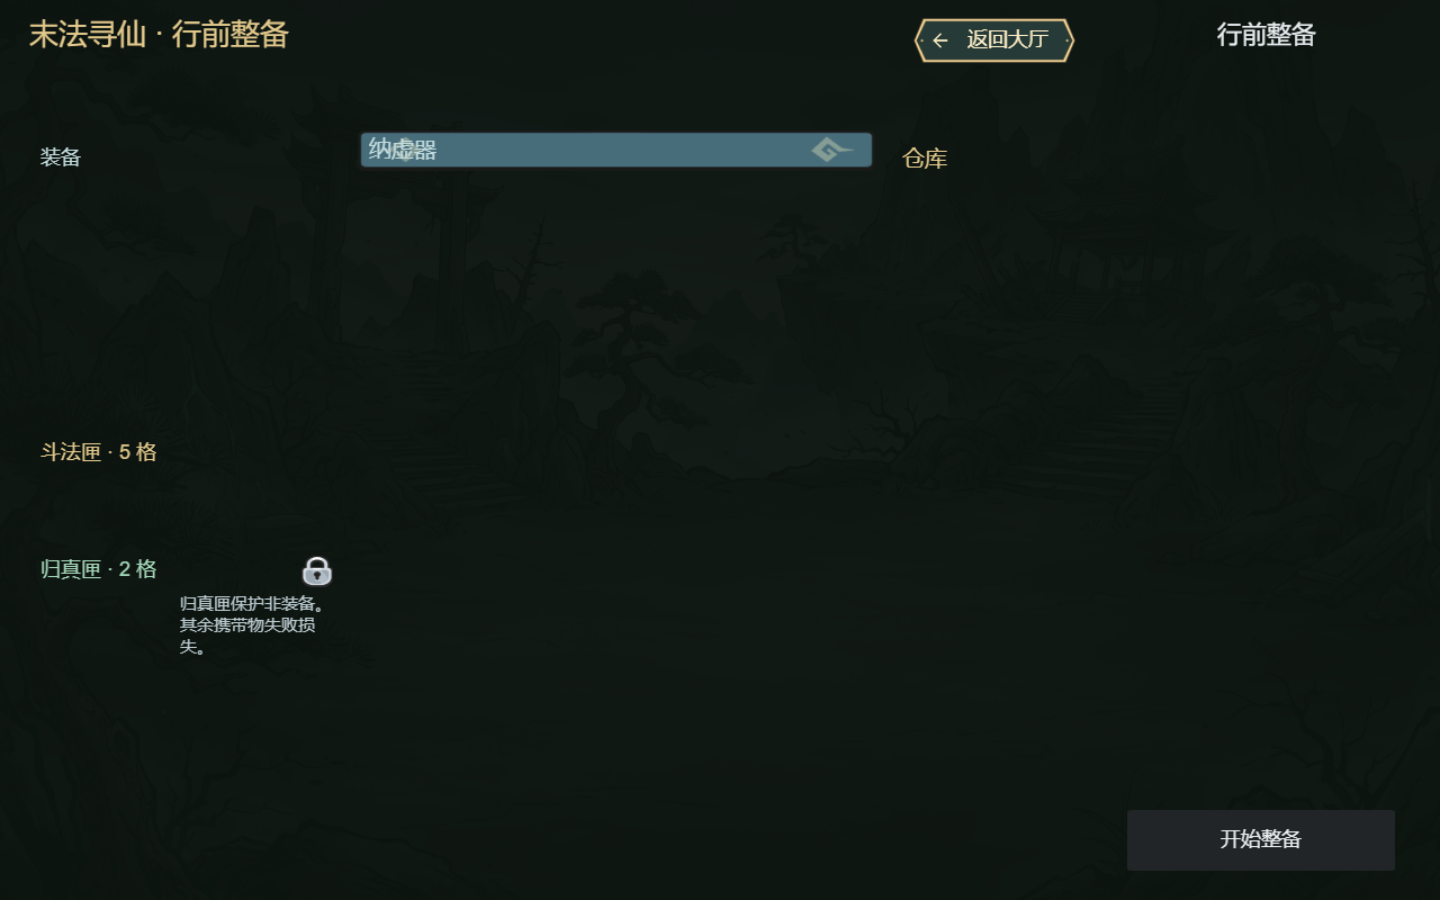 末法寻仙 · 行前整备
← 返回大厅
行前整备
装备
纳虚器
仓库
斗法匣 · 5 格
归真匣 · 2 格
归真匣保护非装备。
其余携带物失败损
失。
开始整备